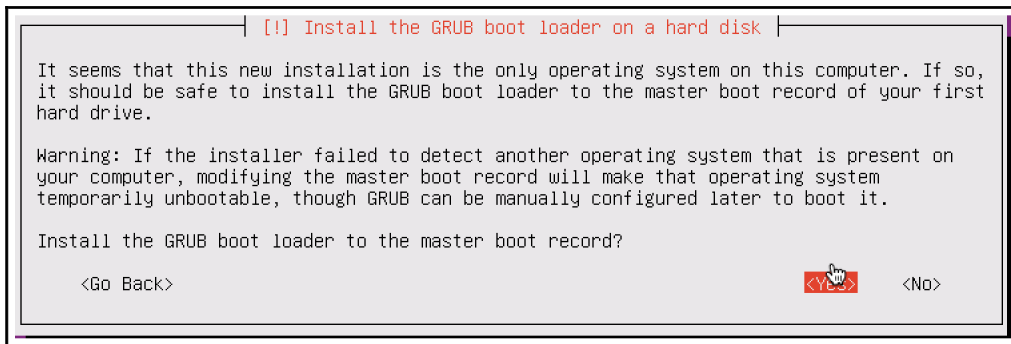 [!] Install the GRUB boot loader on a hard disk
It seems that this new installation is the only operating system on this computer. If so,
it should be safe to install the GRUB boot loader to the master boot record of your first
hard drive.
Warning: If the installer failed to detect another operating system that is present on
your computer, modifying the master boot record will make that operating system
temporarily unbootable, though GRUB can be manually configured later to boot it.
Install the GRUB boot loader to the master boot record?
<Go Back> <Yes> <No>